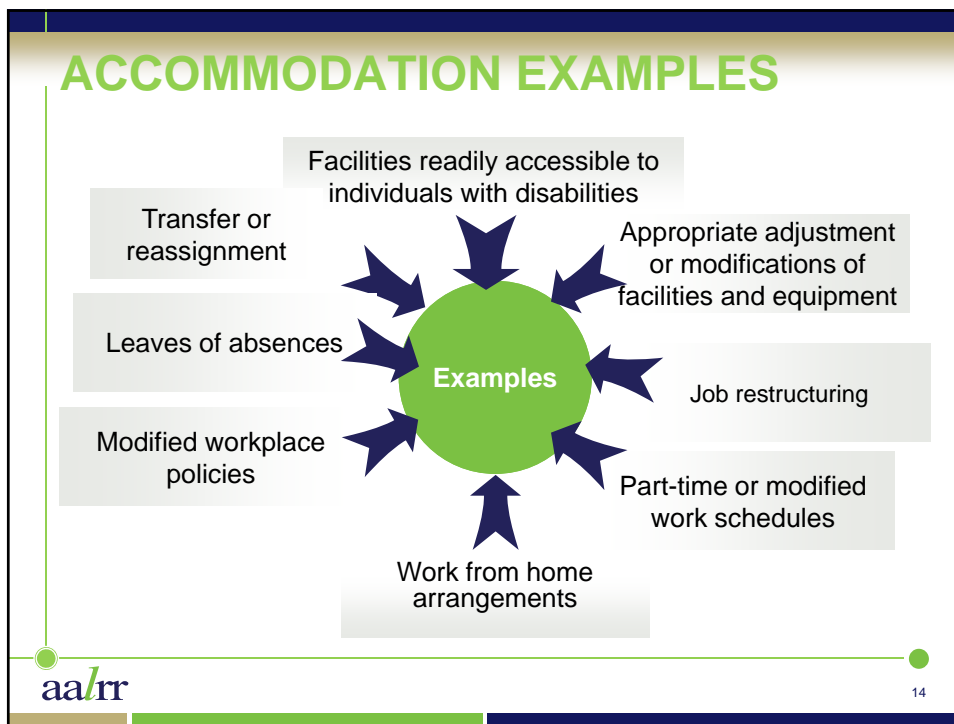 ACCOMMODATION EXAMPLES
Facilities readily accessible to
individuals with disabilities
Transfer or
reassignment
Appropriate adjustment
or modifications of
facilities and equipment
Leaves of absences
Examples
Job restructuring
Modified workplace
policies
Part-time or modified
work schedules
Work from home
arrangements
aalrr
14